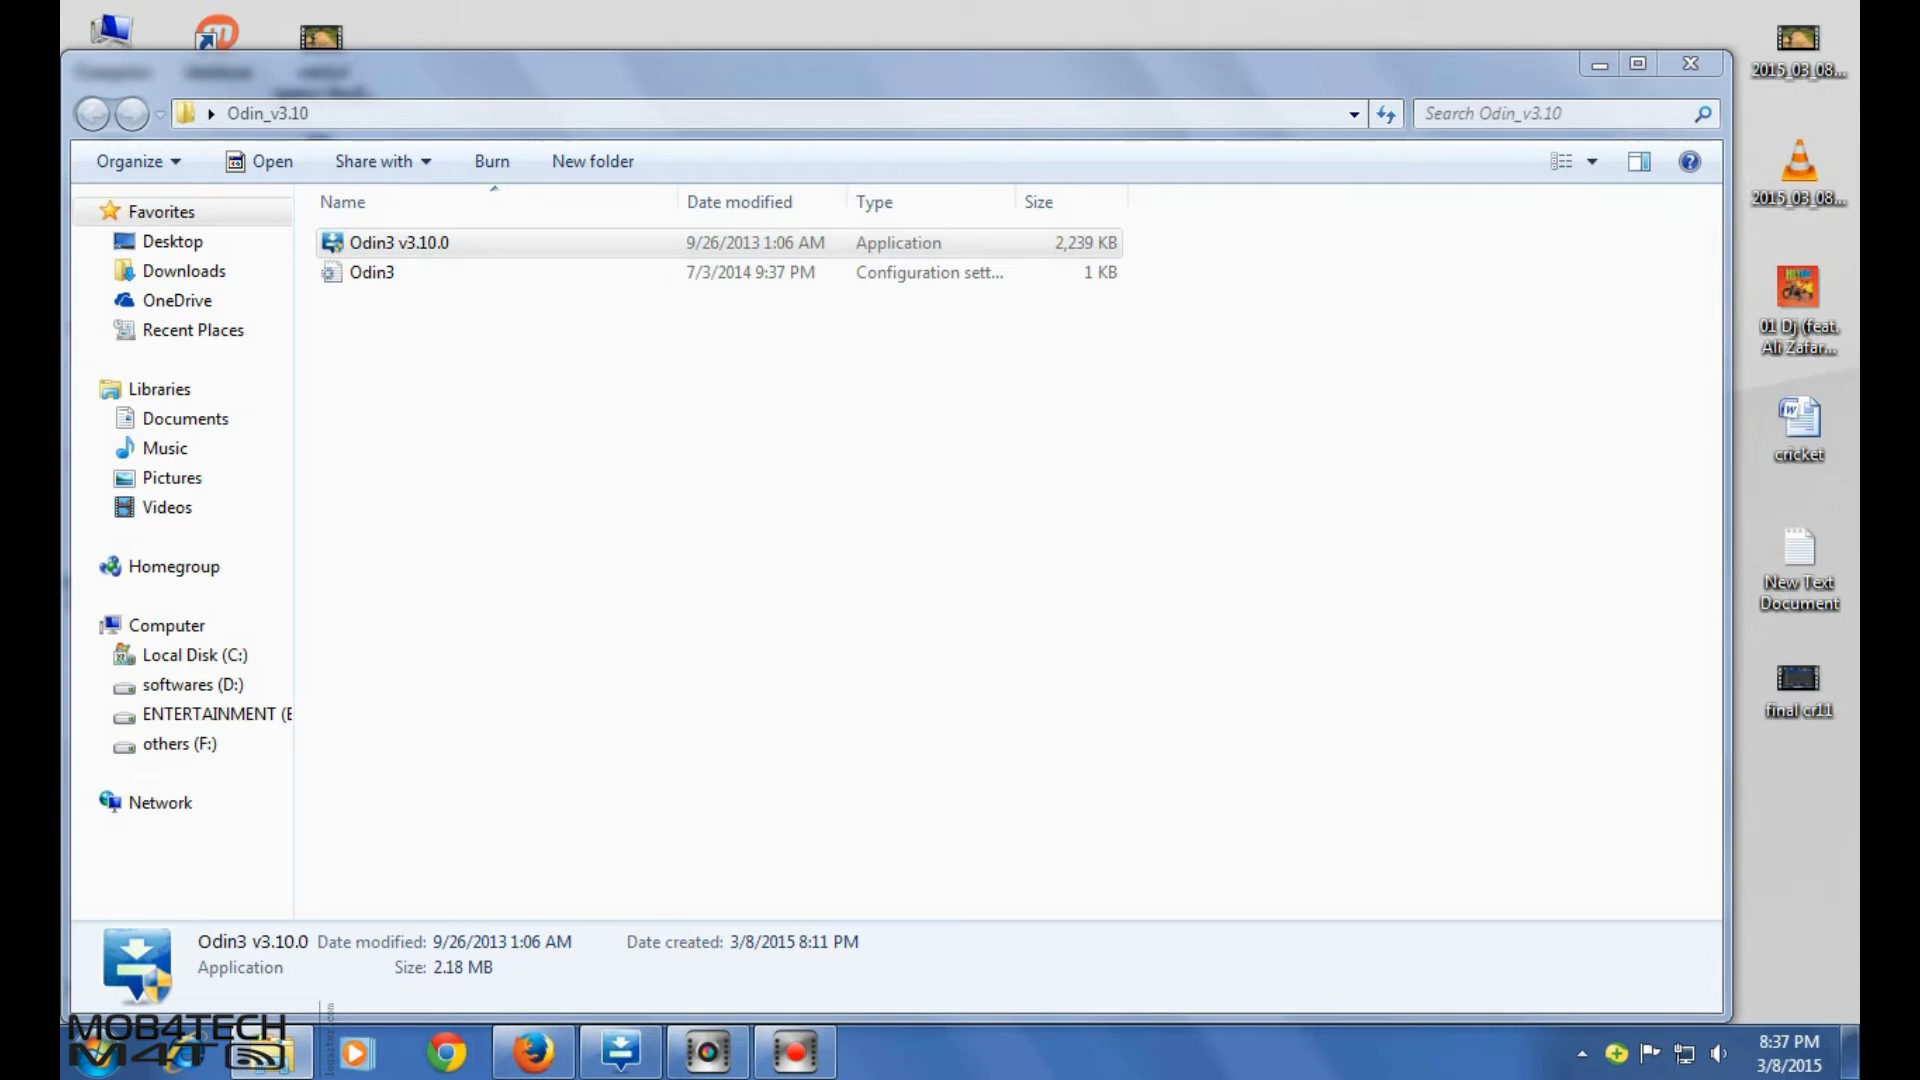 Odin_v3.10
Search Odin_v3.10
Organize
Open
Share with
Burn
New folder
Name
Date modified
Type
Size
Odin3 v3.10.0
9/26/2013 1:06 AM
Application
2,239 KB
Odin3
7/3/2014 9:37 PM
Configuration sett...
1 KB
Favorites
Desktop
Downloads
OneDrive
Recent Places
Libraries
Documents
Music
Pictures
Videos
Homegroup
Computer
Local Disk (C:)
softwares (D:)
ENTERTAINMENT (E
others (F:)
Network
Odin3 v3.10.0
Date modified: 9/26/2013 1:06 AM
Date created: 3/8/2015 8:11 PM
Application
Size: 2.18 MB
2015_03_08...
2015_03_08...
01 Dj (feat.
Ali Zafar...
cricket
New Text
Document
final cr11
MOB4TECH
M4T
logaster.com
8:37 PM
3/8/2015